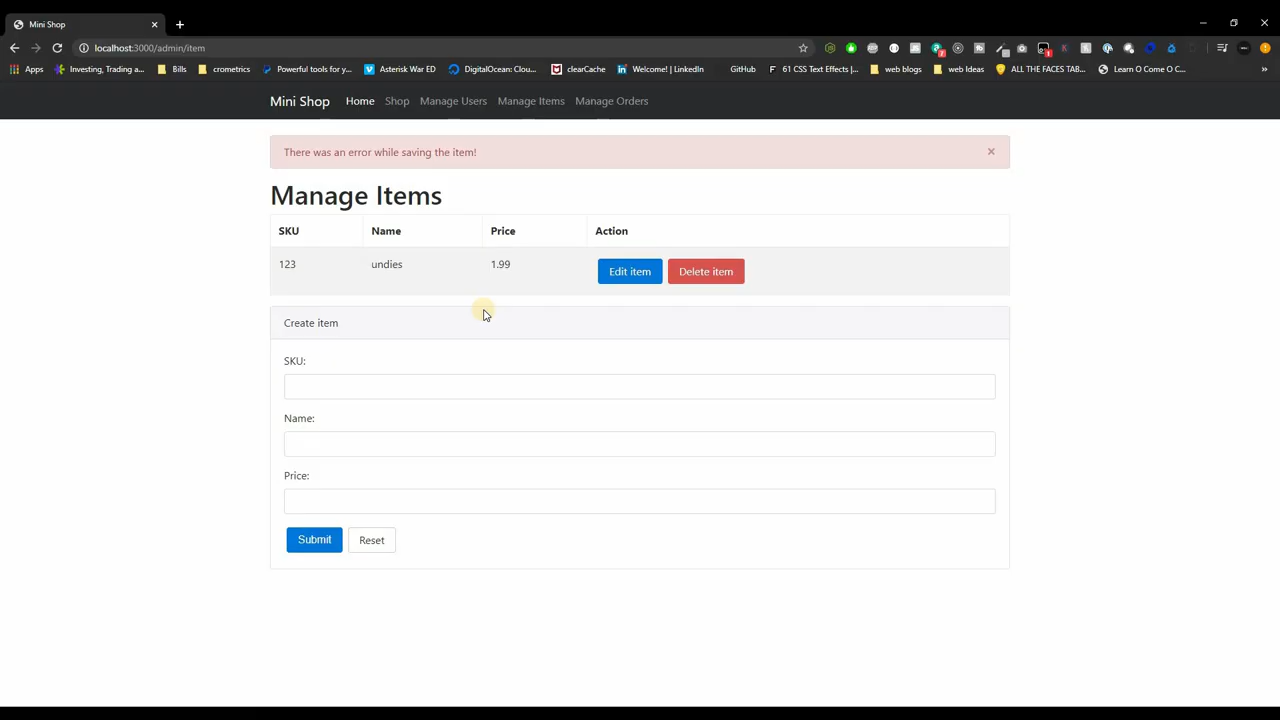 Mini Shop
localhost:3000/admin/item
Apps Investing, Trading a... Bills crometrics Powerful tools for y... Asterisk War ED DigitalOcean: Clou... clearCache Welcome! | LinkedIn GitHub 61 CSS Text Effects |... web blogs web Ideas ALL THE FACES TAB... Learn O Come O C... »
Mini Shop Home Shop Manage Users Manage Items Manage Orders
There was an error while saving the item! ×
Manage Items
SKU Name Price Action
123 undies 1.99 Edit item Delete item
Create item
SKU:
Name:
Price:
Submit Reset